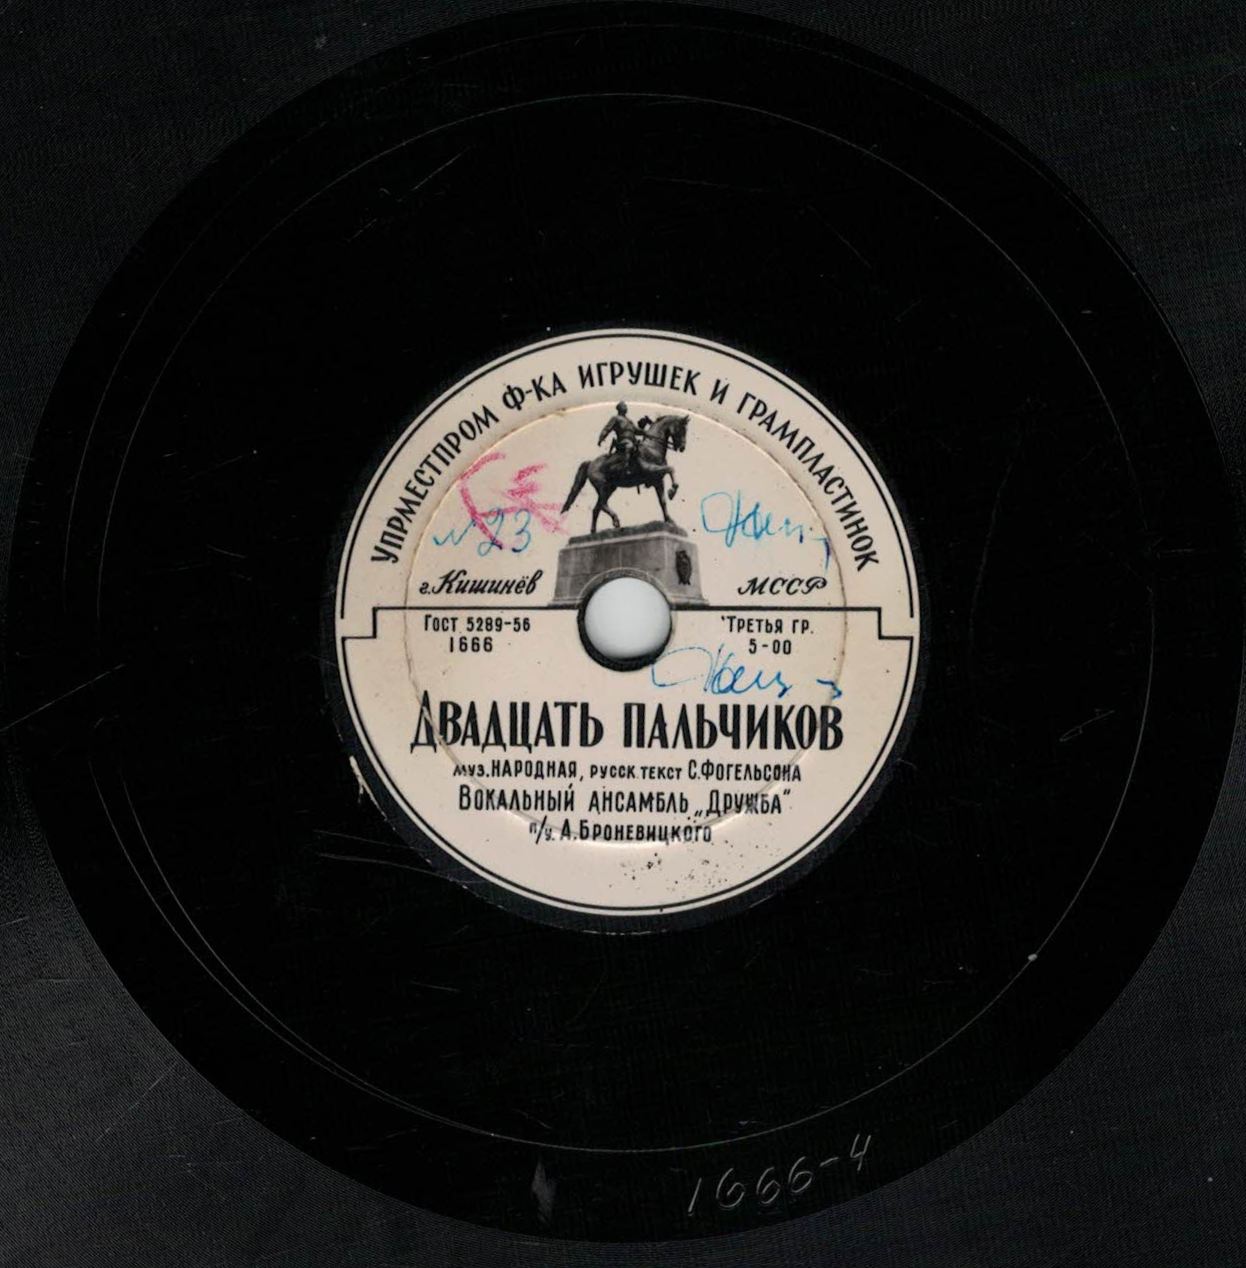 УПРМЕСТПРОМ Ф-КА ИГРУШЕК И ГРАМПЛАСТИНОК
№23
г. Кишинёв МССР
ГОСТ 5289-56 ТРЕТЬЯ ГР.
1666 5-00
ДВАДЦАТЬ ПАЛЬЧИКОВ
муз. НАРОДНАЯ, РУССК. ТЕКСТ С. ФОГЕЛЬСОНА
ВОКАЛЬНЫЙ АНСАМБЛЬ „ДРУЖБА“
п/у. А. БРОНЕВИЦКОГО
1666-4